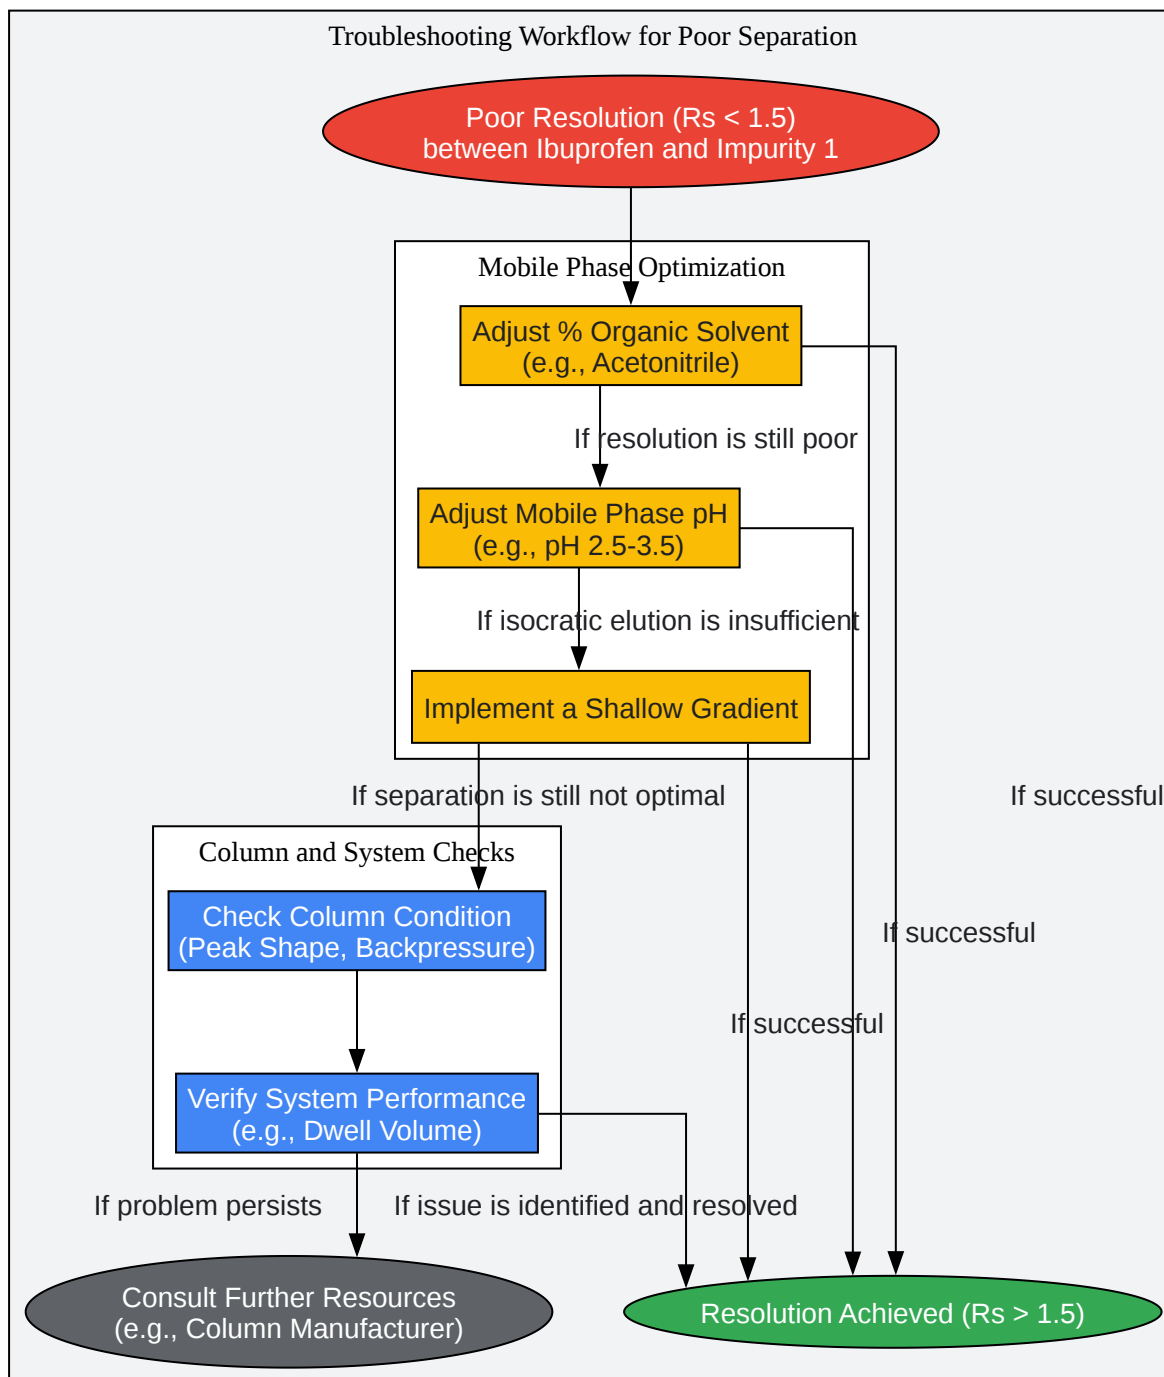 Troubleshooting Workflow for Poor Separation
Poor Resolution (Rs < 1.5)
between Ibuprofen and Impurity 1
Mobile Phase Optimization
Adjust % Organic Solvent
(e.g., Acetonitrile)
If resolution is still poor
Adjust Mobile Phase pH
(e.g., pH 2.5-3.5)
If isocratic elution is insufficient
Implement a Shallow Gradient
If separation is still not optimal
If successful
Column and System Checks
Check Column Condition
(Peak Shape, Backpressure)
If successful
If successful
Verify System Performance
(e.g., Dwell Volume)
If problem persists
If issue is identified and resolved
Consult Further Resources
(e.g., Column Manufacturer)
Resolution Achieved (Rs > 1.5)